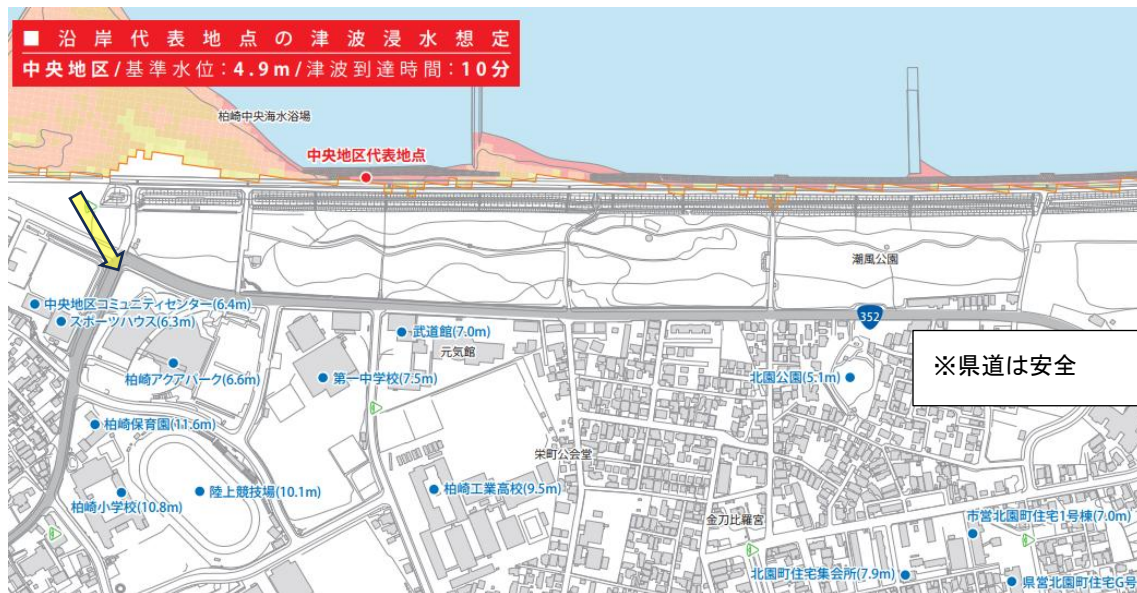 ■ 沿岸代表地点の津波浸水想定
中央地区/基準水位:4.9m/津波到達時間:10分
柏崎中央海水浴場
中央地区代表地点
潮風公園
中央地区コミュニティセンター(6.4m)
スポーツハウス(6.3m)
352
武道館(7.0m)
元気館
※県道は安全
柏崎アクアパーク(6.6m)
第一中学校(7.5m)
北園公園(5.1m)
柏崎保育園(11.6m)
栄町公会堂
陸上競技場(10.1m)
柏崎工業高校(9.5m)
柏崎小学校(10.8m)
金刀比羅宮
市営北園町住宅1号棟(7.0m)
北園町住宅集会所(7.9m)
県営北園町住宅G号